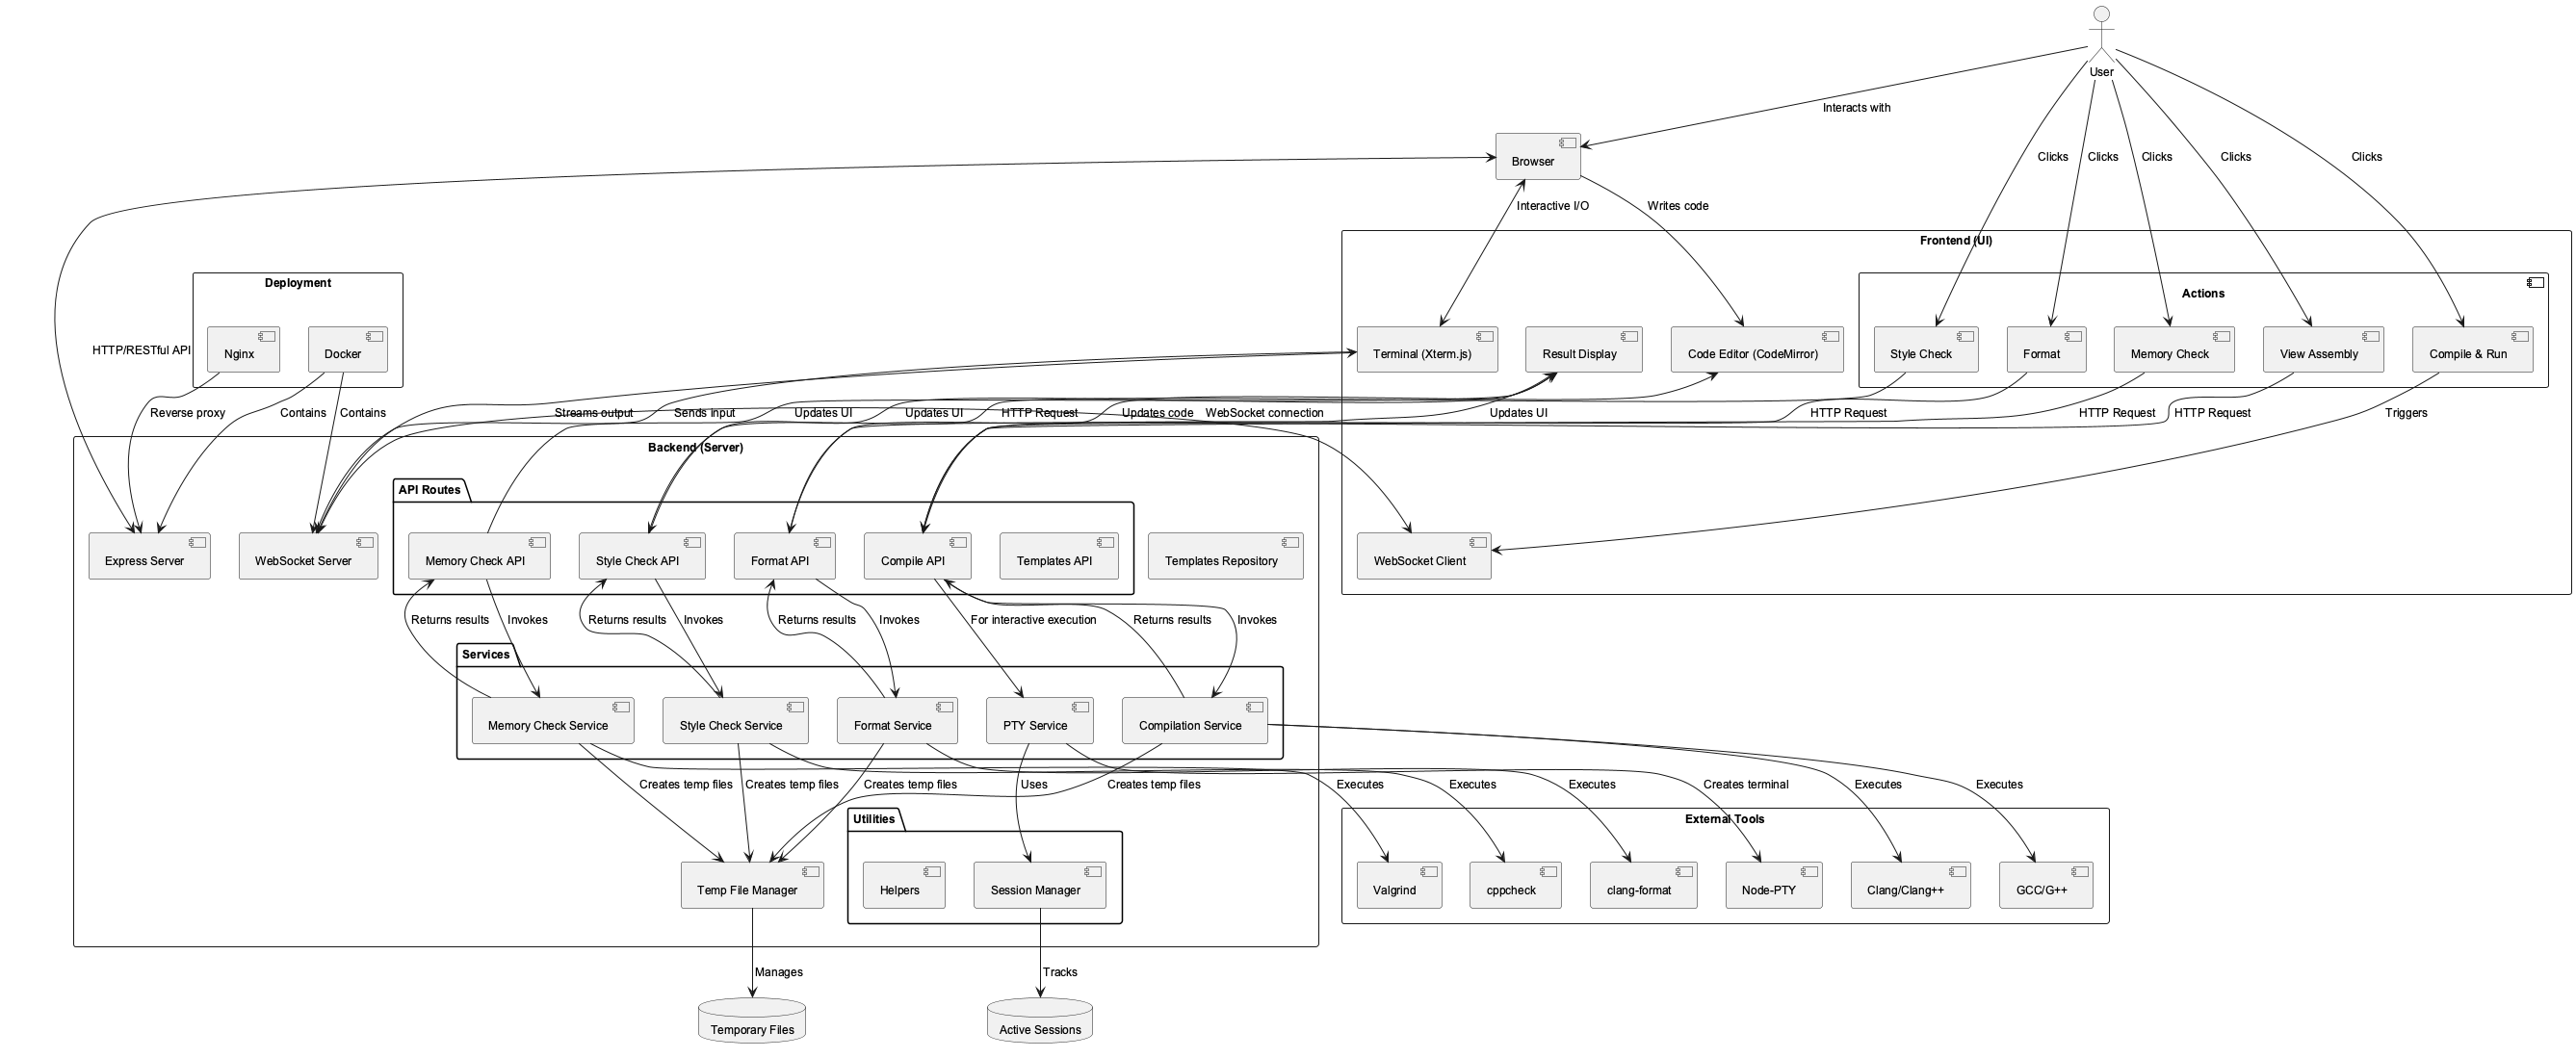 User
Interacts with
Browser
Clicks
Clicks
Clicks
Clicks
Clicks
Interactive I/O
Writes code
Frontend (UI)
Deployment
Actions
Nginx
Docker
HTTP/RESTful API
Terminal (Xterm.js)
Result Display
Code Editor (CodeMirror)
Style Check
Format
Memory Check
View Assembly
Compile & Run
Reverse proxy
Contains
Contains
Streams output
Sends input
Updates UI
Updates UI
HTTP Request
Updates code
WebSocket connection
Updates UI
HTTP Request
HTTP Request
HTTP Request
Triggers
Backend (Server)
API Routes
Express Server
WebSocket Server
Memory Check API
Style Check API
Format API
Compile API
Templates API
Templates Repository
WebSocket Client
Returns results
Invokes
Returns results
Invokes
Returns results
Invokes
For interactive execution
Returns results
Invokes
Services
Memory Check Service
Style Check Service
Format Service
PTY Service
Compilation Service
Creates temp files
Creates temp files
Creates temp files
Uses
Creates temp files
Executes
Executes
Executes
Creates terminal
Executes
Executes
Utilities
External Tools
Temp File Manager
Helpers
Session Manager
Valgrind
cppcheck
clang-format
Node-PTY
Clang/Clang++
GCC/G++
Manages
Tracks
Temporary Files
Active Sessions